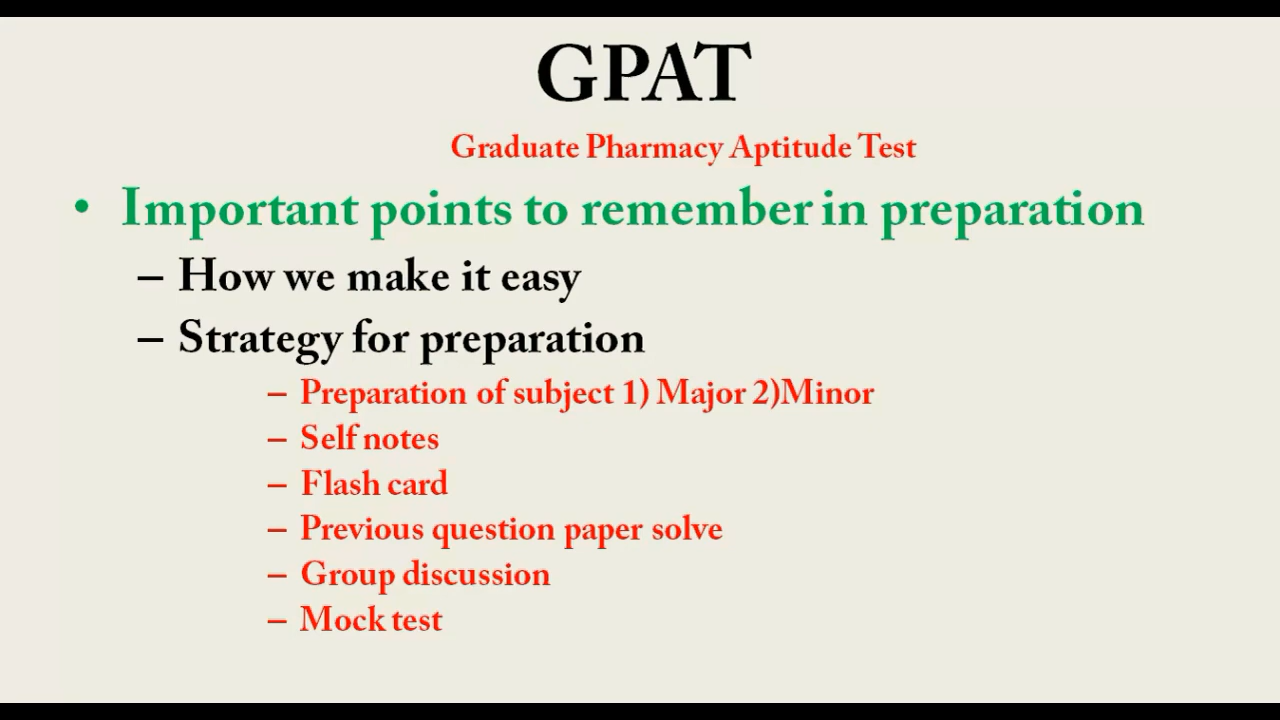 GPAT
Graduate Pharmacy Aptitude Test
• Important points to remember in preparation
– How we make it easy
– Strategy for preparation
– Preparation of subject 1) Major 2)Minor
– Self notes
– Flash card
– Previous question paper solve
– Group discussion
– Mock test